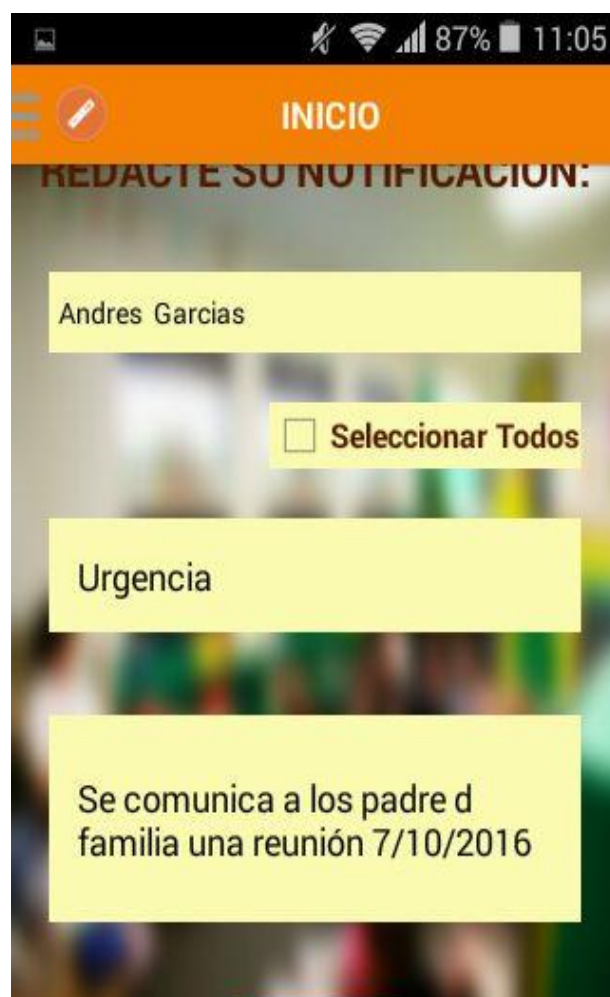 87% 11:05
INICIO
REDACTE SU NOTIFICACIÓN:
Andres Garcias
Seleccionar Todos
Urgencia
Se comunica a los padre d
familia una reunión 7/10/2016